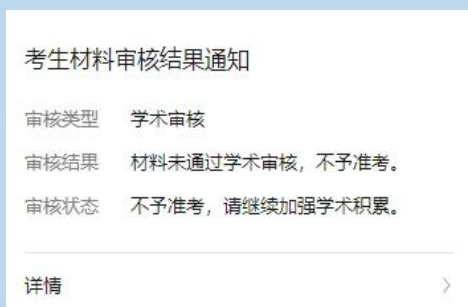 考生材料审核结果通知
审核类型 学术审核
审核结果 材料未通过学术审核，不予准考。
审核状态 不予准考，请继续加强学术积累。
详情